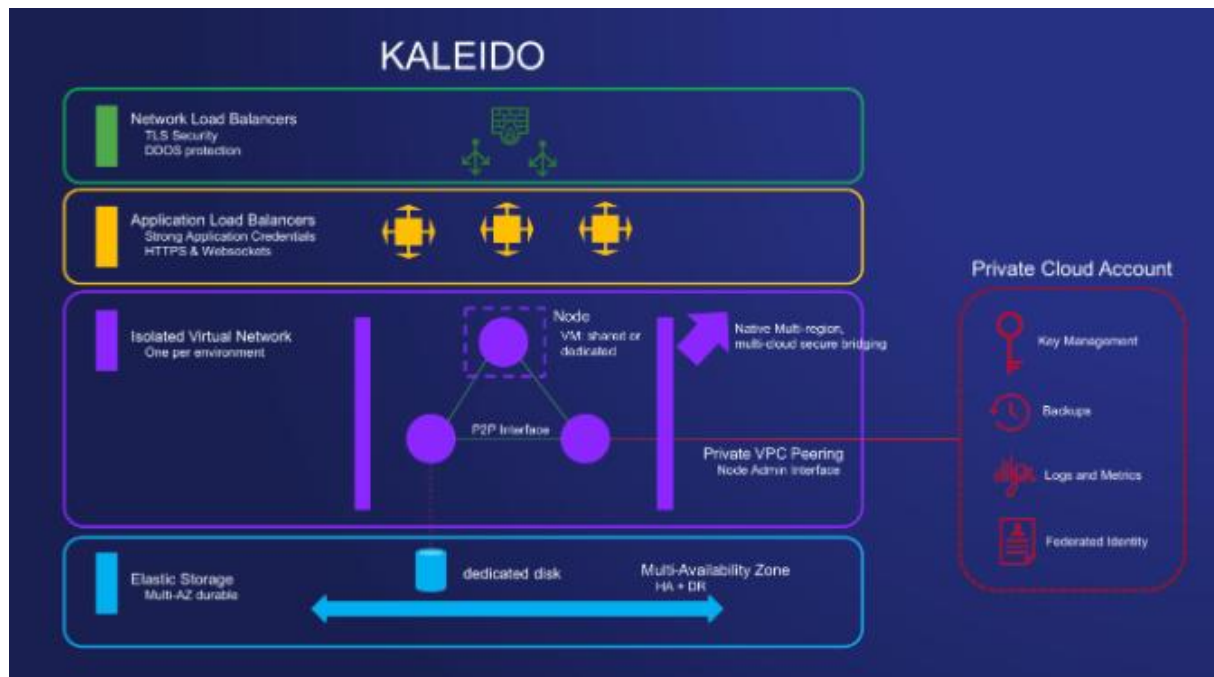 KALEIDO
Network Load Balancers
TLS Security
DDOS protection
Application Load Balancers
Strong Application Credentials
HTTPS & Websockets
Isolated Virtual Network
One per environment
Node
VM: shared or
dedicated
P2P Interface
Native Multi-region,
multi-cloud secure bridging
Private VPC Peering
Node Admin Interface
Elastic Storage
Multi-AZ durable
dedicated disk
Multi-Availability Zone
HA + DR
Private Cloud Account
Key Management
Backups
Logs and Metrics
Federated Identity